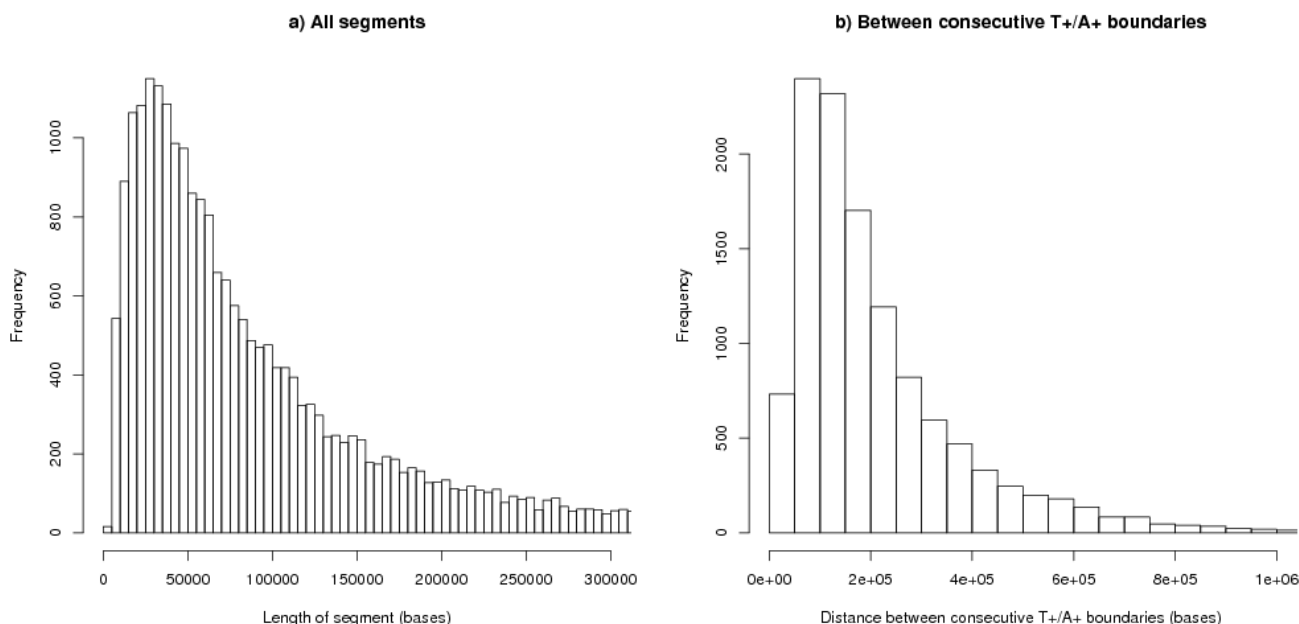 a) All segments
Frequency
0
200
400
600
800
1000
0 50000 100000 150000 200000 250000 300000
Length of segment (bases)
b) Between consecutive T+/A+ boundaries
Frequency
0
500
1000
1500
2000
0e+00 2e+05 4e+05 6e+05 8e+05 1e+06
Distance between consecutive T+/A+ boundaries (bases)